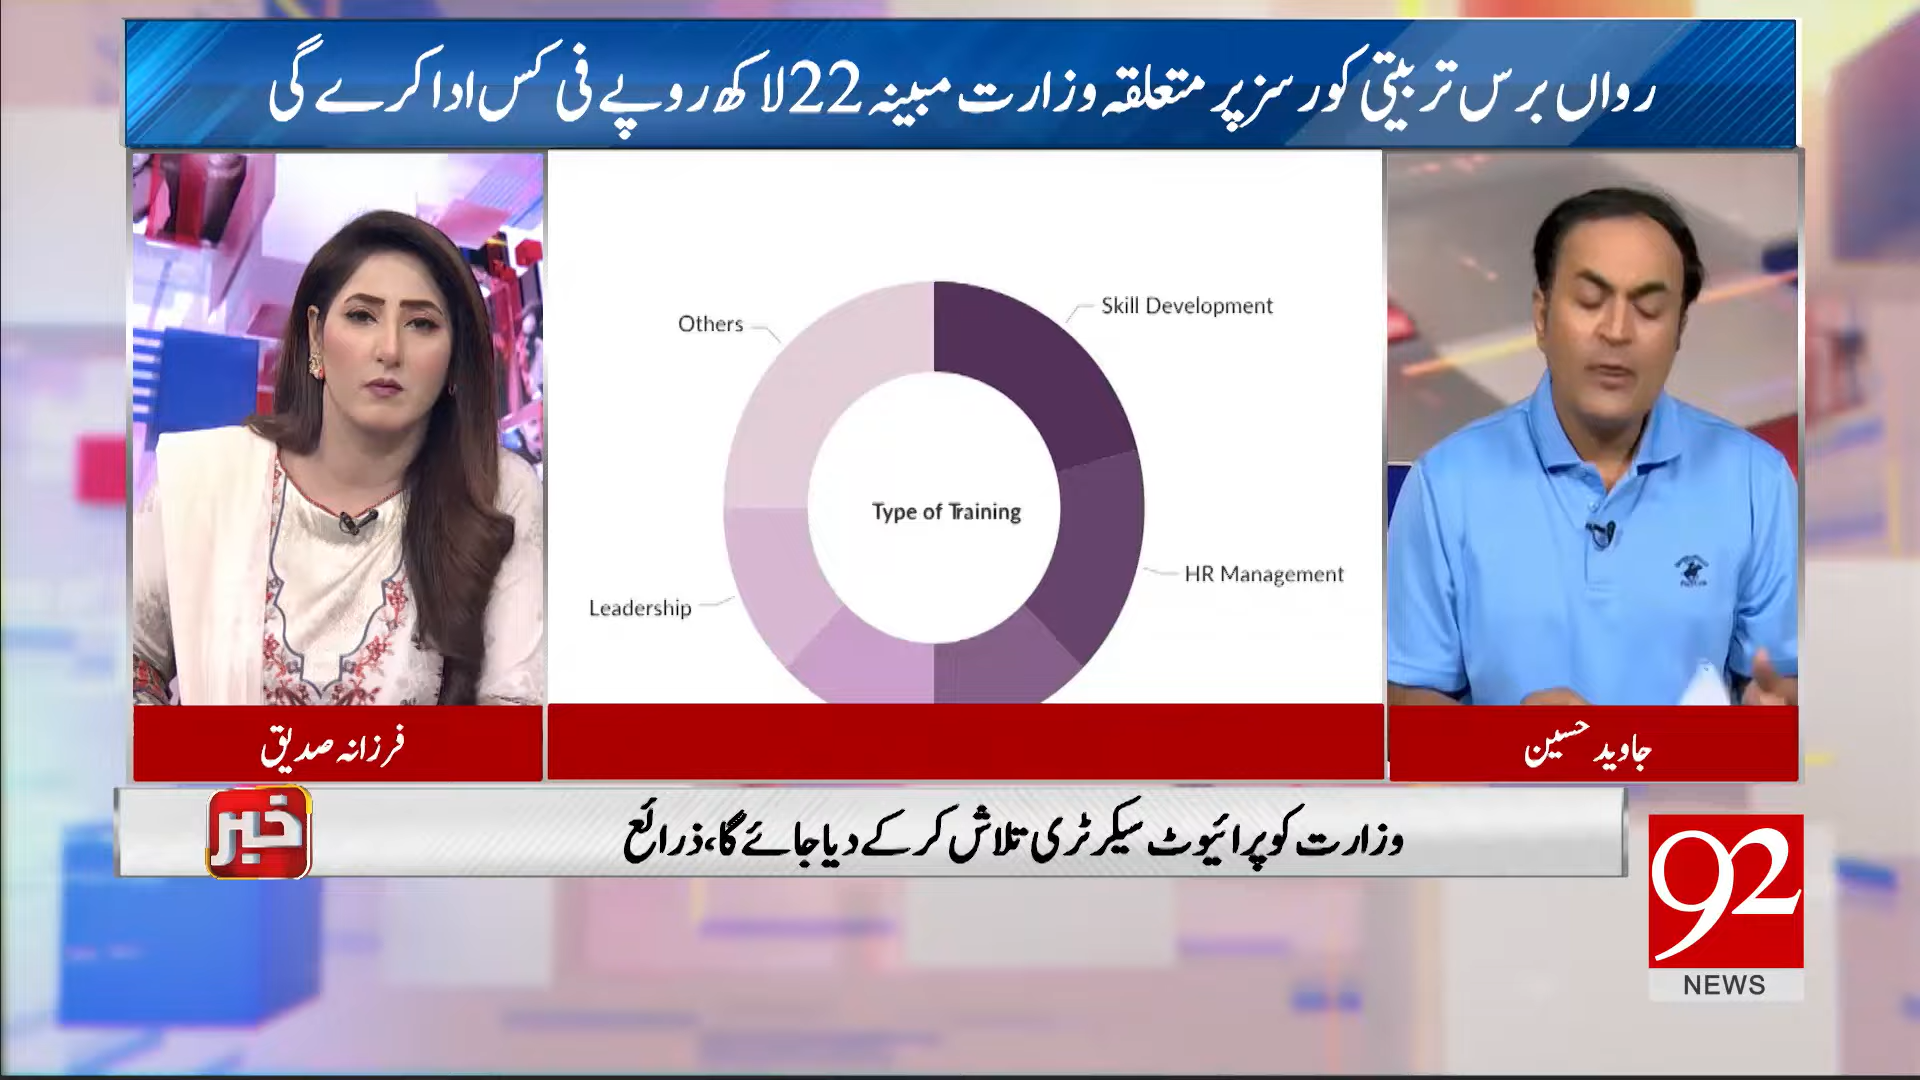 رواں برس تربیتی کورسز پر متعلقہ وزارت مبینہ 22 لاکھ روپے فی کس ادا کرے گی
Others
Skill Development
Type of Training
HR Management
Leadership
فرزانہ صدیق
جاوید حسین
خبر
وزارت کو پرائیوٹ سیکرٹری تلاش کر کے دیا جائے گا، ذرائع
92
NEWS